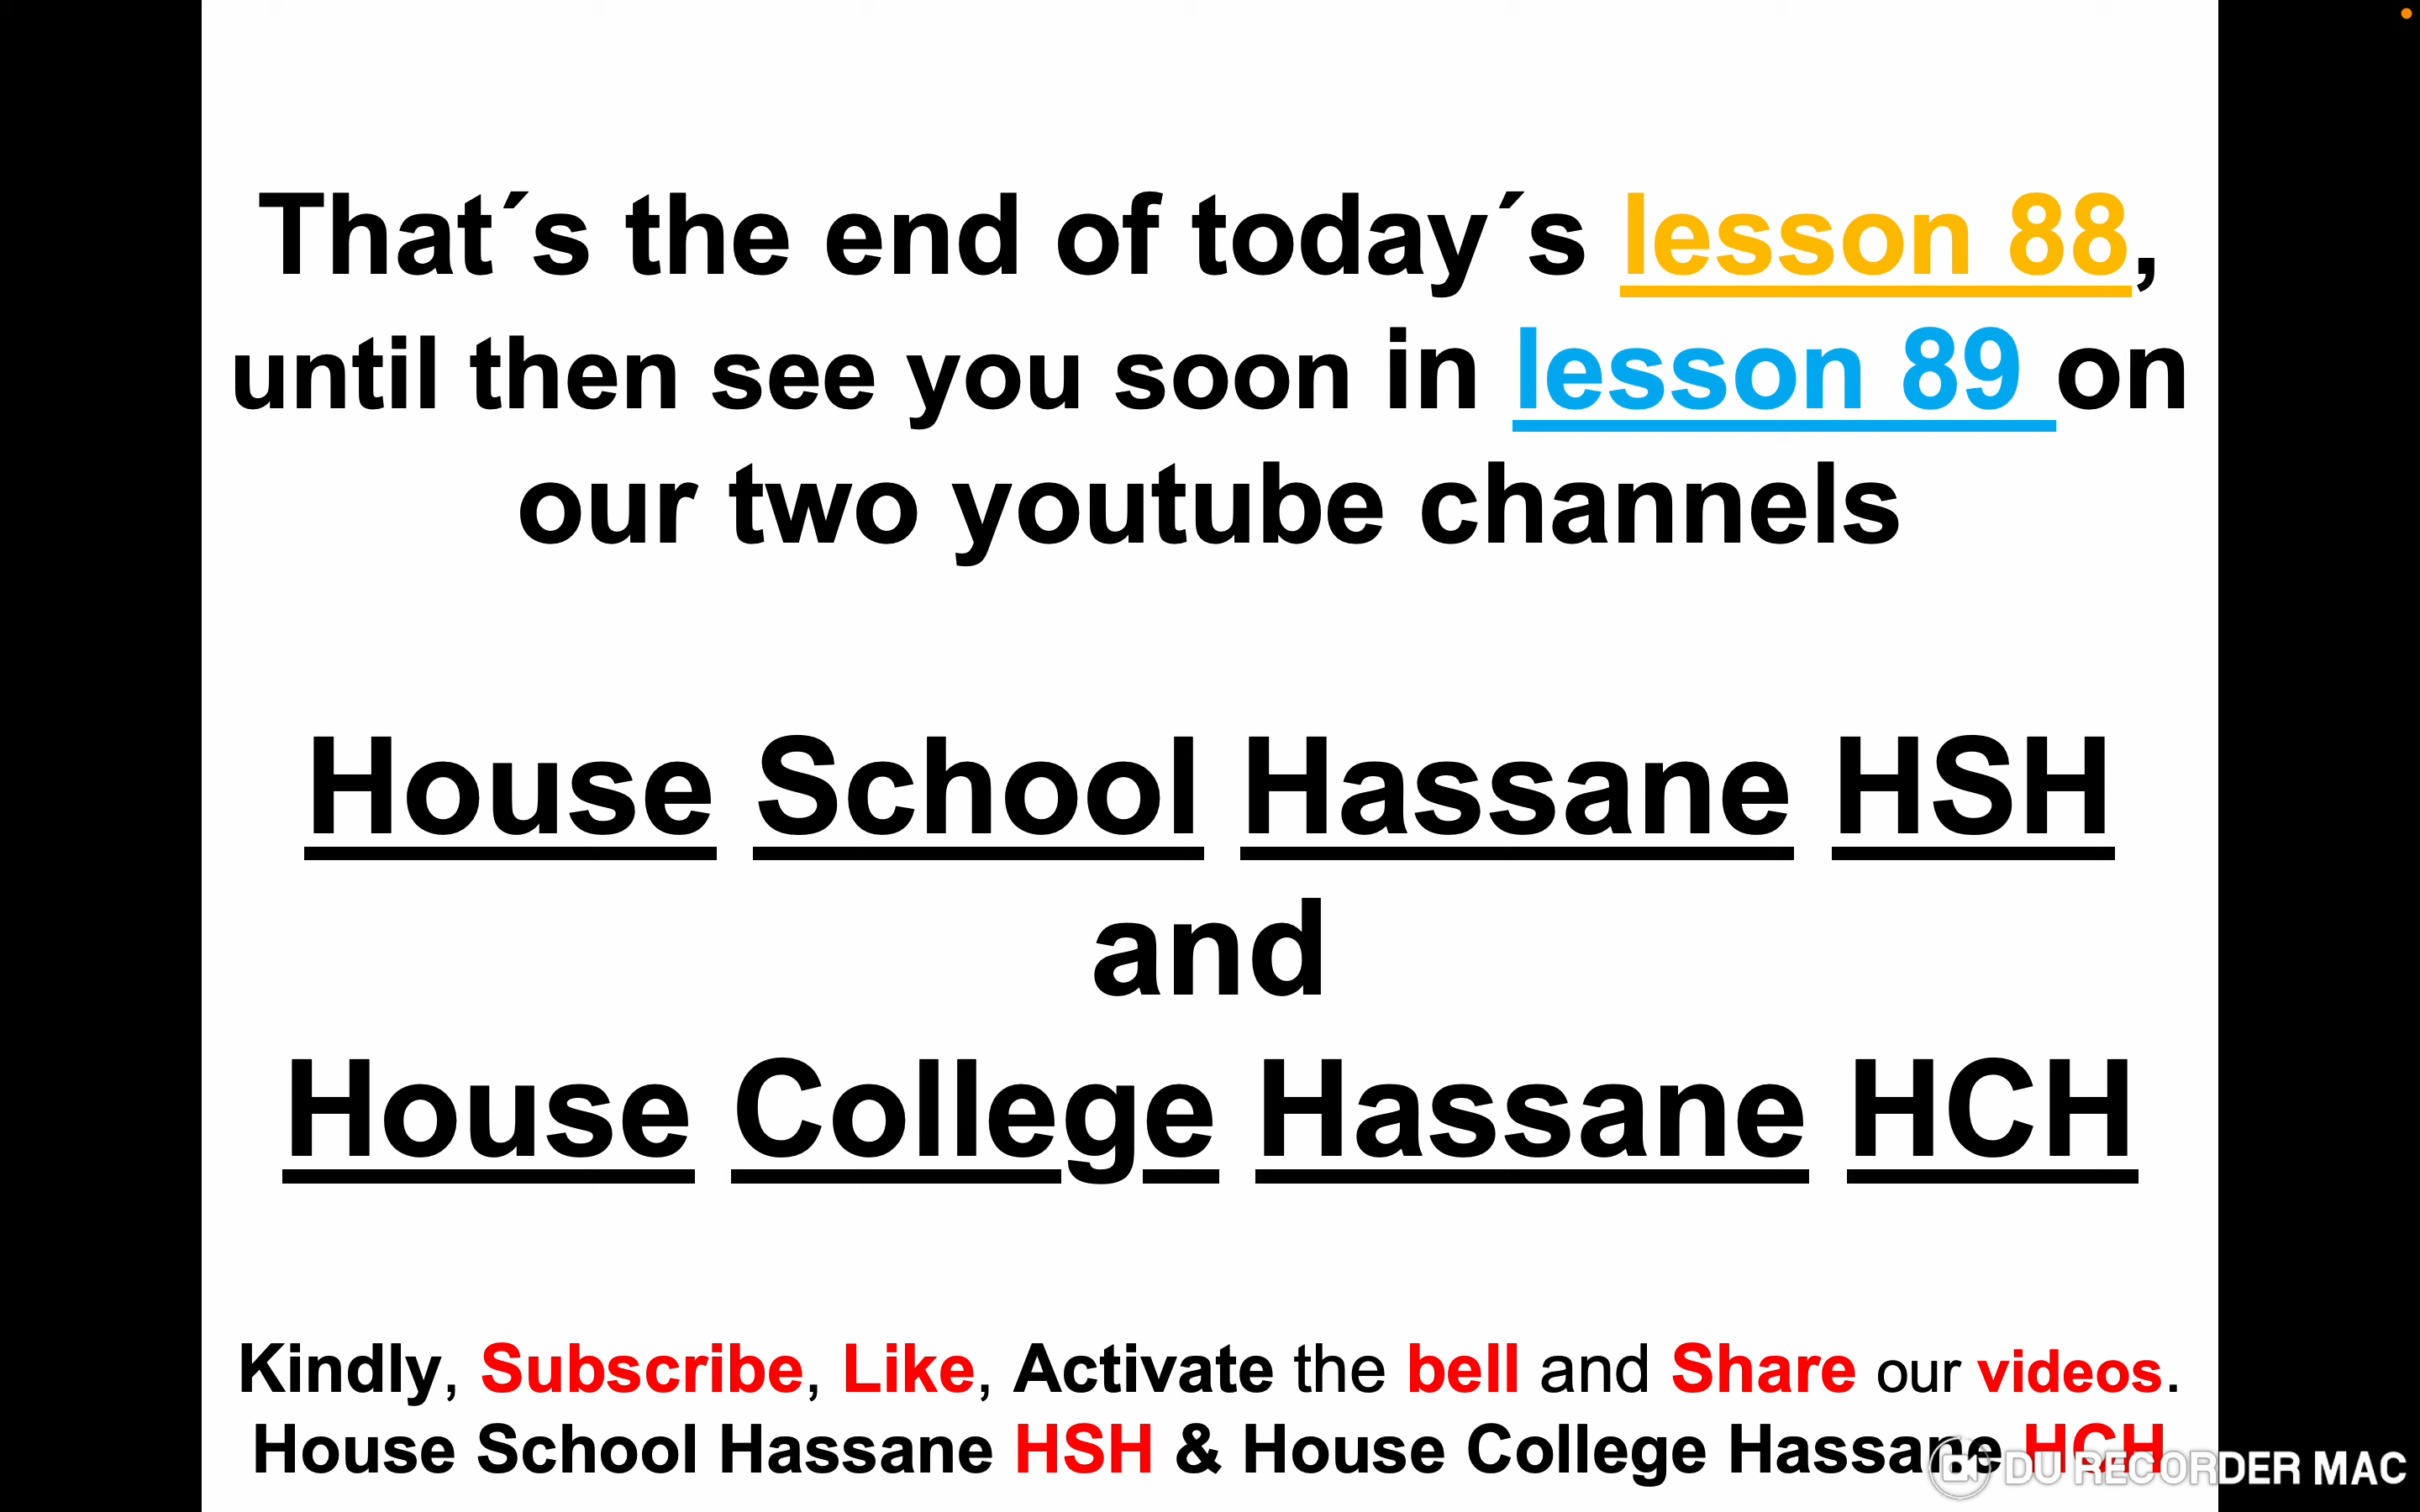 That´s the end of today´s lesson 88,
until then see you soon in lesson 89 on
our two youtube channels
House School Hassane HSH
and
House College Hassane HCH
Kindly, Subscribe, Like, Activate the bell and Share our videos.
House School Hassane HSH & House College Hassane HCH
DU RECORDER MAC